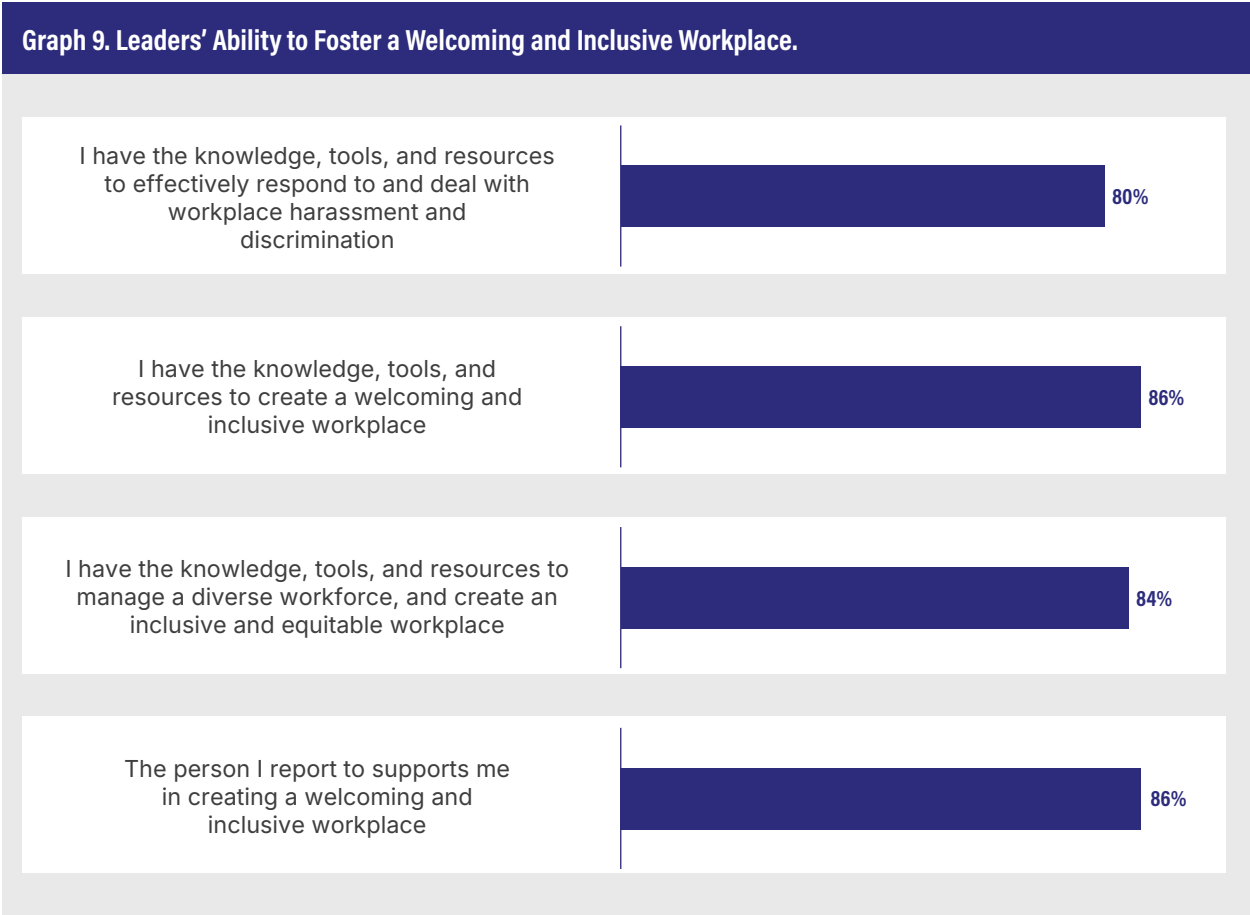 Graph 9. Leaders’ Ability to Foster a Welcoming and Inclusive Workplace.
I have the knowledge, tools, and resources
to effectively respond to and deal with
workplace harassment and
discrimination
80%
I have the knowledge, tools, and
resources to create a welcoming and
inclusive workplace
86%
I have the knowledge, tools, and resources to
manage a diverse workforce, and create an
inclusive and equitable workplace
84%
The person I report to supports me
in creating a welcoming and
inclusive workplace
86%